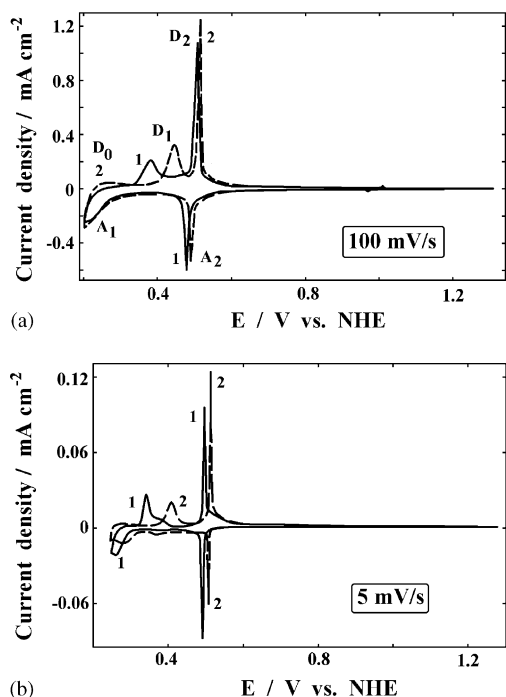 1.2
0.8
0.4
0
-0.4
Current density / mA cm⁻²
D₂
2
D₁
D₀
2
1
A₁
1
A₂
100 mV/s
0.4
0.8
1.2
(a)
E / V vs. NHE
0.12
0.06
0
-0.06
Current density / mA cm⁻²
2
1
1
2
1
2
5 mV/s
0.4
0.8
1.2
(b)
E / V vs. NHE